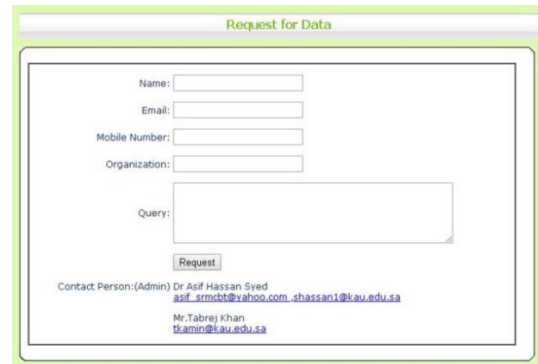 Request for Data
Name:
Email:
Mobile Number:
Organization:
Query:
Request
Contact Person:(Admin) Dr Asif Hassan Syed
asif_srmcbt@yahoo.com ,shassan1@kau.edu.sa
Mr.Tabrej Khan
tkamin@kau.edu.sa